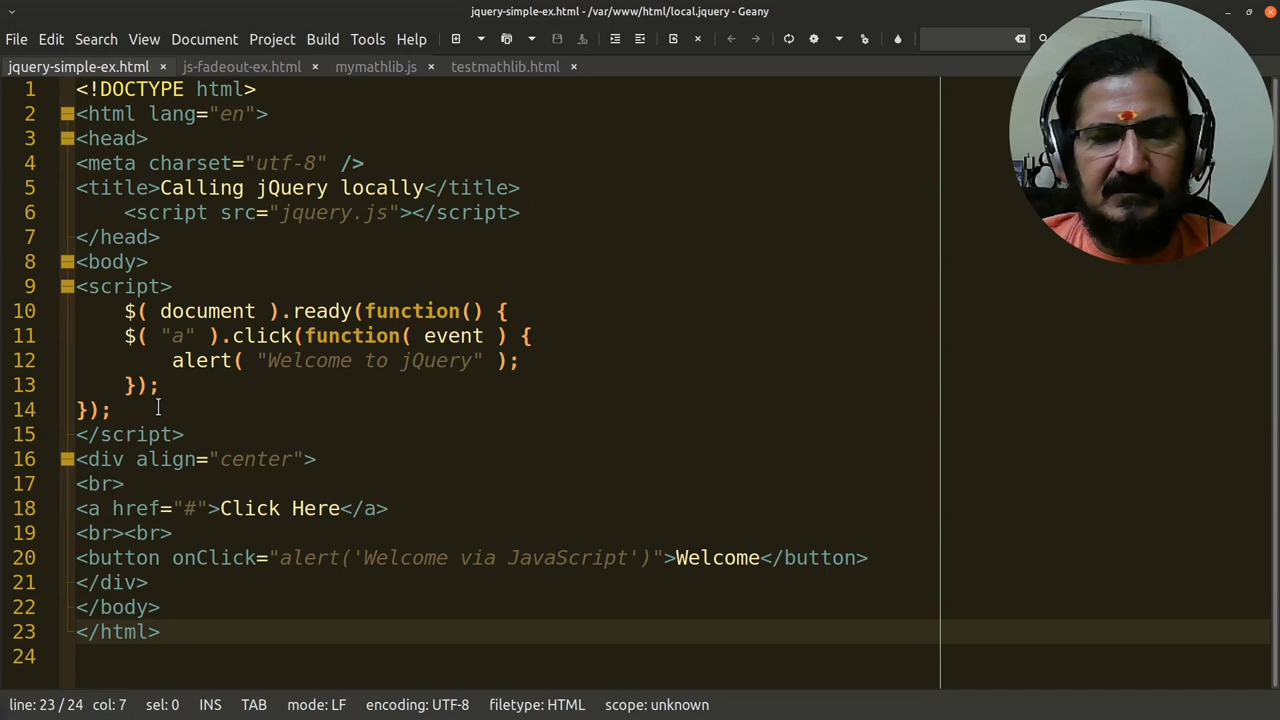 jquery-simple-ex.html - /var/www/html/local.jquery - Geany
File Edit Search View Document Project Build Tools Help
jquery-simple-ex.html × js-fadeout-ex.html × mymathlib.js × testmathlib.html ×
1 <!DOCTYPE html>
2 <html lang="en">
3 <head>
4 <meta charset="utf-8" />
5 <title>Calling jQuery locally</title>
6     <script src="jquery.js"></script>
7 </head>
8 <body>
9 <script>
10     $( document ).ready(function() {
11     $( "a" ).click(function( event ) {
12         alert( "Welcome to jQuery" );
13     });
14 });
15 </script>
16 <div align="center">
17 <br>
18 <a href="#">Click Here</a>
19 <br><br>
20 <button onClick="alert('Welcome via JavaScript')">Welcome</button>
21 </div>
22 </body>
23 </html>
24
line: 23 / 24 col: 7 sel: 0 INS TAB mode: LF encoding: UTF-8 filetype: HTML scope: unknown